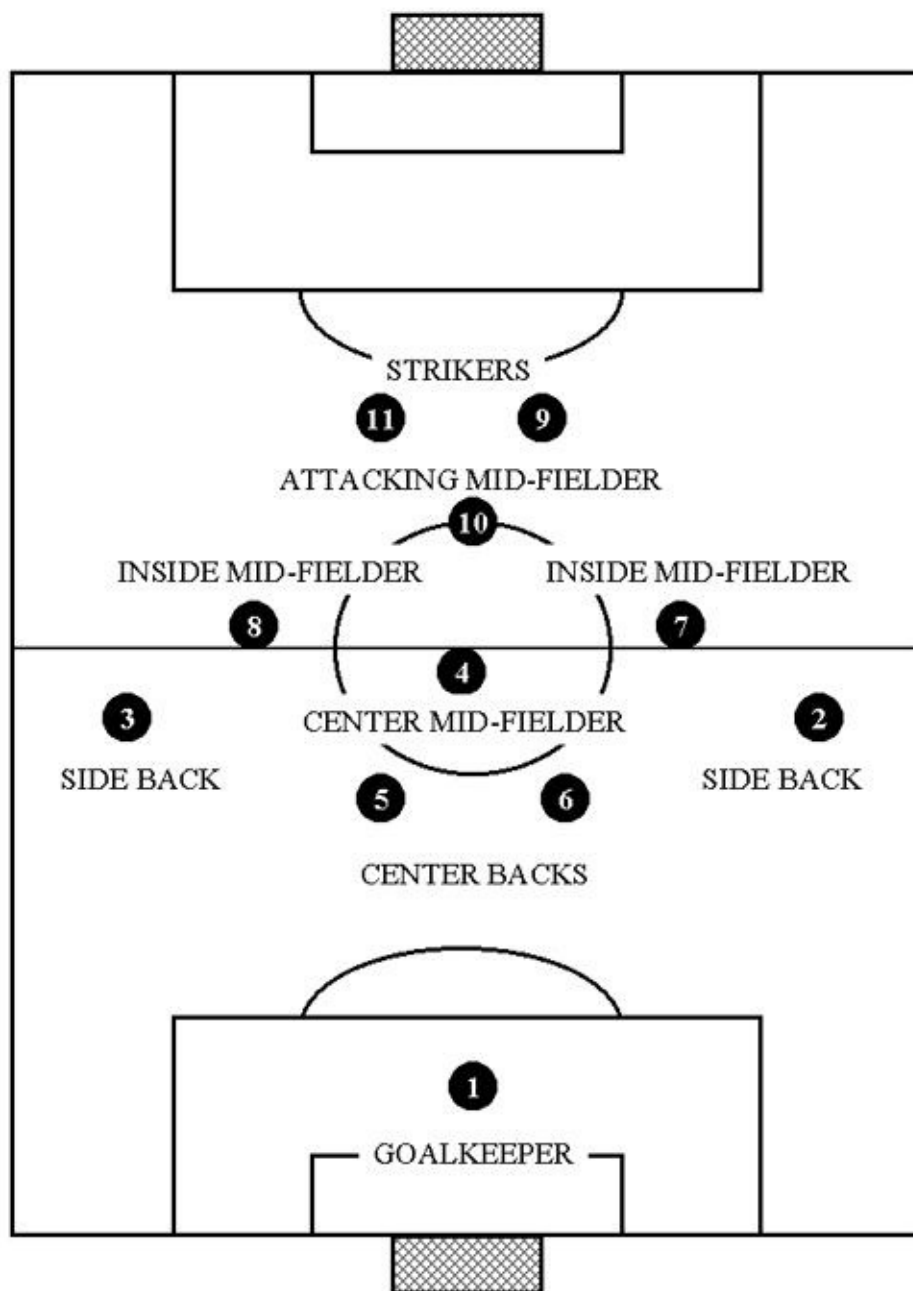 STRIKERS
11 9
ATTACKING MID-FIELDER
10
INSIDE MID-FIELDER INSIDE MID-FIELDER
8 7
4
3 CENTER MID-FIELDER 2
SIDE BACK SIDE BACK
5 6
CENTER BACKS
1
GOALKEEPER